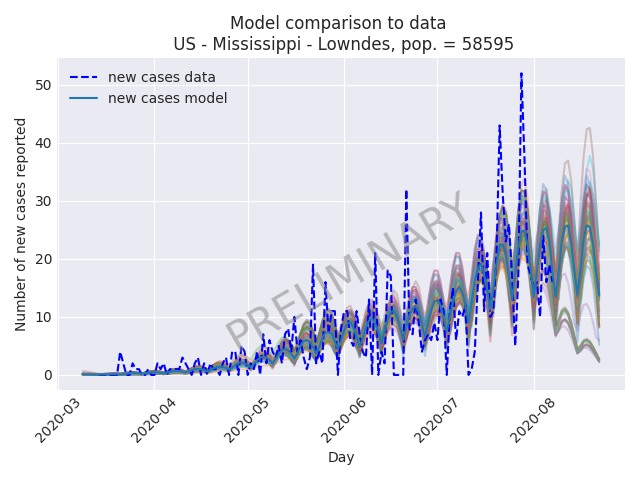 Model comparison to data
US - Mississippi - Lowndes, pop. = 58595
new cases data
new cases model
PRELIMINARY
Number of new cases reported
50
40
30
20
10
0
2020-03
2020-04
2020-05
2020-06
2020-07
2020-08
Day